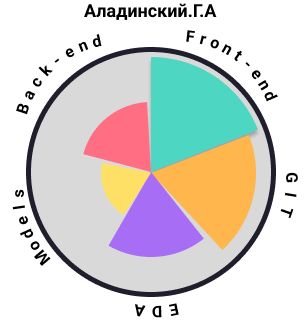 Аладинский.Г.А
Front-end
GIT
EDA
Models
Back-end